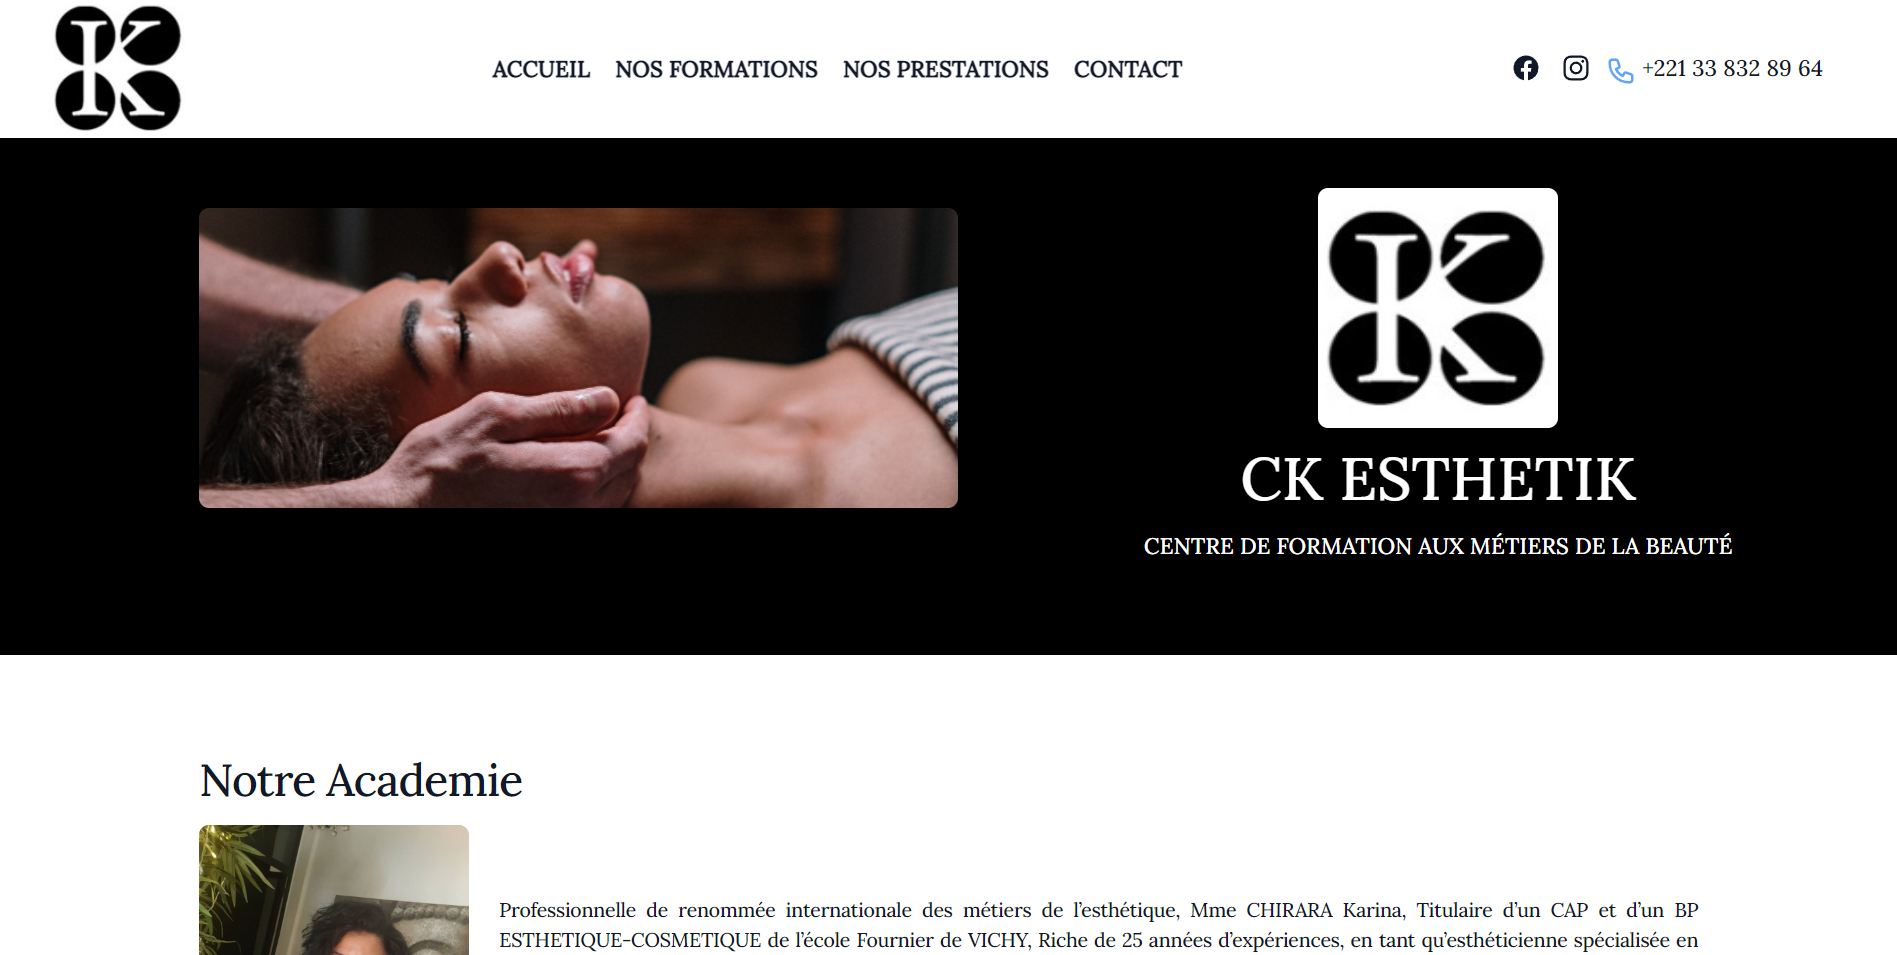 K
ACCUEIL NOS FORMATIONS NOS PRESTATIONS CONTACT
+221 33 832 89 64
K
CK ESTHETIK
CENTRE DE FORMATION AUX MÉTIERS DE LA BEAUTÉ
Notre Academie
Professionnelle de renommée internationale des métiers de l’esthétique, Mme CHIRARA Karina, Titulaire d’un CAP et d’un BP
ESTHETIQUE-COSMETIQUE de l’école Fournier de VICHY, Riche de 25 années d’expériences, en tant qu’esthéticienne spécialisée en